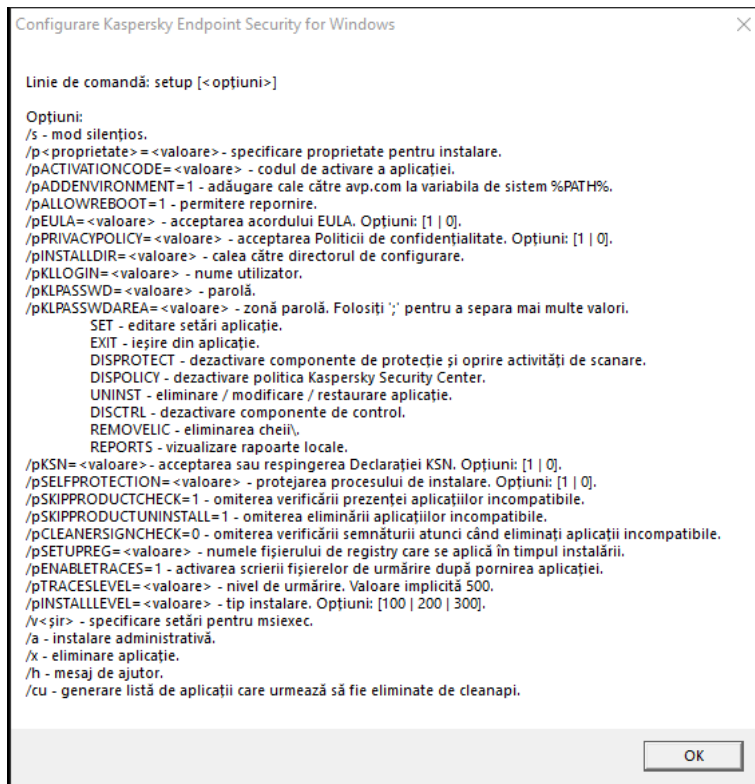 Configurare Kaspersky Endpoint Security for Windows
Linie de comandă: setup [<opțiuni>]
Opțiuni:
/s - mod silențios.
/p<proprietate>=<valoare>- specificare proprietate pentru instalare.
/pACTIVATIONCODE=<valoare> - codul de activare a aplicației.
/pADDENVIRONMENT=1 - adăugare cale către avp.com la variabila de sistem %PATH%.
/pALLOWREBOOT=1 - permitere repornire.
/pEULA=<valoare> - acceptarea acordului EULA. Opțiuni: [1 | 0].
/pPRIVACYPOLICY=<valoare> - acceptarea Politicii de confidențialitate. Opțiuni: [1 | 0].
/pINSTALLDIR=<valoare> - calea către directorul de configurare.
/pKLLOGIN=<valoare> - nume utilizator.
/pKLPASSWD=<valoare> - parolă.
/pKLPASSWDAREA=<valoare> - zonă parolă. Folosiți ';' pentru a separa mai multe valori.
SET - editare setări aplicație.
EXIT - ieșire din aplicație.
DISPROTECT - dezactivare componente de protecție și oprire activități de scanare.
DISPOLICY - dezactivare politica Kaspersky Security Center.
UNINST - eliminare / modificare / restaurare aplicație.
DISCTRL - dezactivare componente de control.
REMOVELIC - eliminarea cheii\.
REPORTS - vizualizare rapoarte locale.
/pKSN=<valoare>- acceptarea sau respingerea Declarației KSN. Opțiuni: [1 | 0].
/pSELFPROTECTION=<valoare> - protejarea procesului de instalare. Opțiuni: [1 | 0].
/pSKIPPRODUCTCHECK=1 - omiterea verificării prezenței aplicațiilor incompatibile.
/pSKIPPRODUCTUNINSTALL=1 - omiterea eliminării aplicațiilor incompatibile.
/pCLEANERSIGNCHECK=0 - omiterea verificării semnăturii atunci când eliminați aplicații incompatibile.
/pSETUPREG=<valoare> - numele fișierului de registry care se aplică în timpul instalării.
/pENABLETRACES=1 - activarea scrierii fișierelor de urmărire după pornirea aplicației.
/pTRACESLEVEL=<valoare> - nivel de urmărire. Valoare implicită 500.
/pINSTALLLEVEL=<valoare> - tip instalare. Opțiuni: [100 | 200 | 300].
/v<șir> - specificare setări pentru msiexec.
/a - instalare administrativă.
/x - eliminare aplicație.
/h - mesaj de ajutor.
/cu - generare listă de aplicații care urmează să fie eliminate de cleanapi.
OK